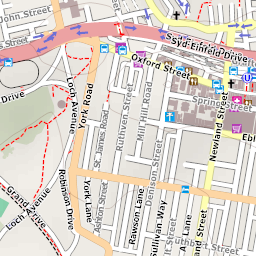 John Street
Syd Einfeld Drive
Oxford Street
Drive
Loch Avenue
York Road
Ruthven Street
Mill Hill Road
Spring Street
St. James Road
Newland Street
Denison Street
Grand Drive
Loch Avenue
Robinson Drive
York Lane
Ashton Street
Rawson Lane
Sullivan Way
Street